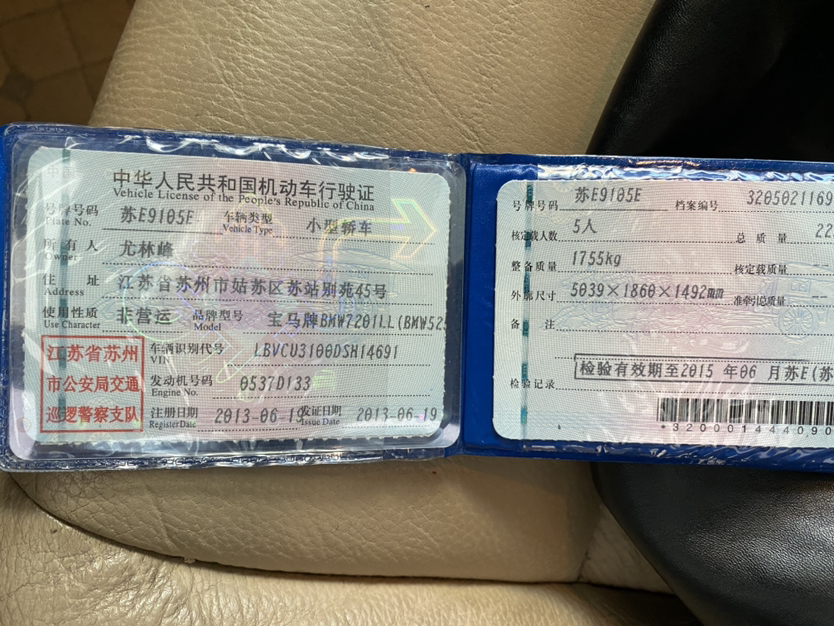 中华人民共和国机动车行驶证
Vehicle License of the People's Republic of China
号牌号码 苏E9105E 车辆类型 小型轿车
Plate No. Vehicle Type
所有人 尤林峰
Owner
住址 江苏省苏州市姑苏区苏站别苑45号
Address
使用性质 非营运 品牌型号 宝马牌BMW7201LL(BMW52
Use Character Model
江苏省苏州
市公安局交通
巡逻警察支队
车辆识别代号 LBVCU3100DSH14691
VIN
发动机号码 0537D133
Engine No.
注册日期 2013-06-19 发证日期 2013-06-19
Register Date Issue Date
号牌号码 苏E9105E 档案编号 3205021169
核定载人数 5人 总质量 22
整备质量 1755kg 核定载质量 --
外廓尺寸 5039×1860×1492mm 准牵引总质量 --
备注
检验记录 检验有效期至2015 年06 月苏E(苏
*320001444090